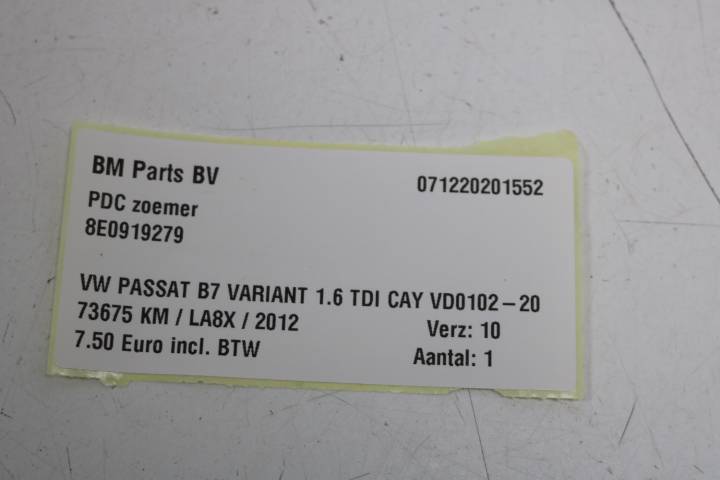 BM Parts BV 071220201552
PDC zoemer
8E0919279
VW PASSAT B7 VARIANT 1.6 TDI CAY VD0102-20
73675 KM / LA8X / 2012 Verz: 10
7.50 Euro incl. BTW Aantal: 1